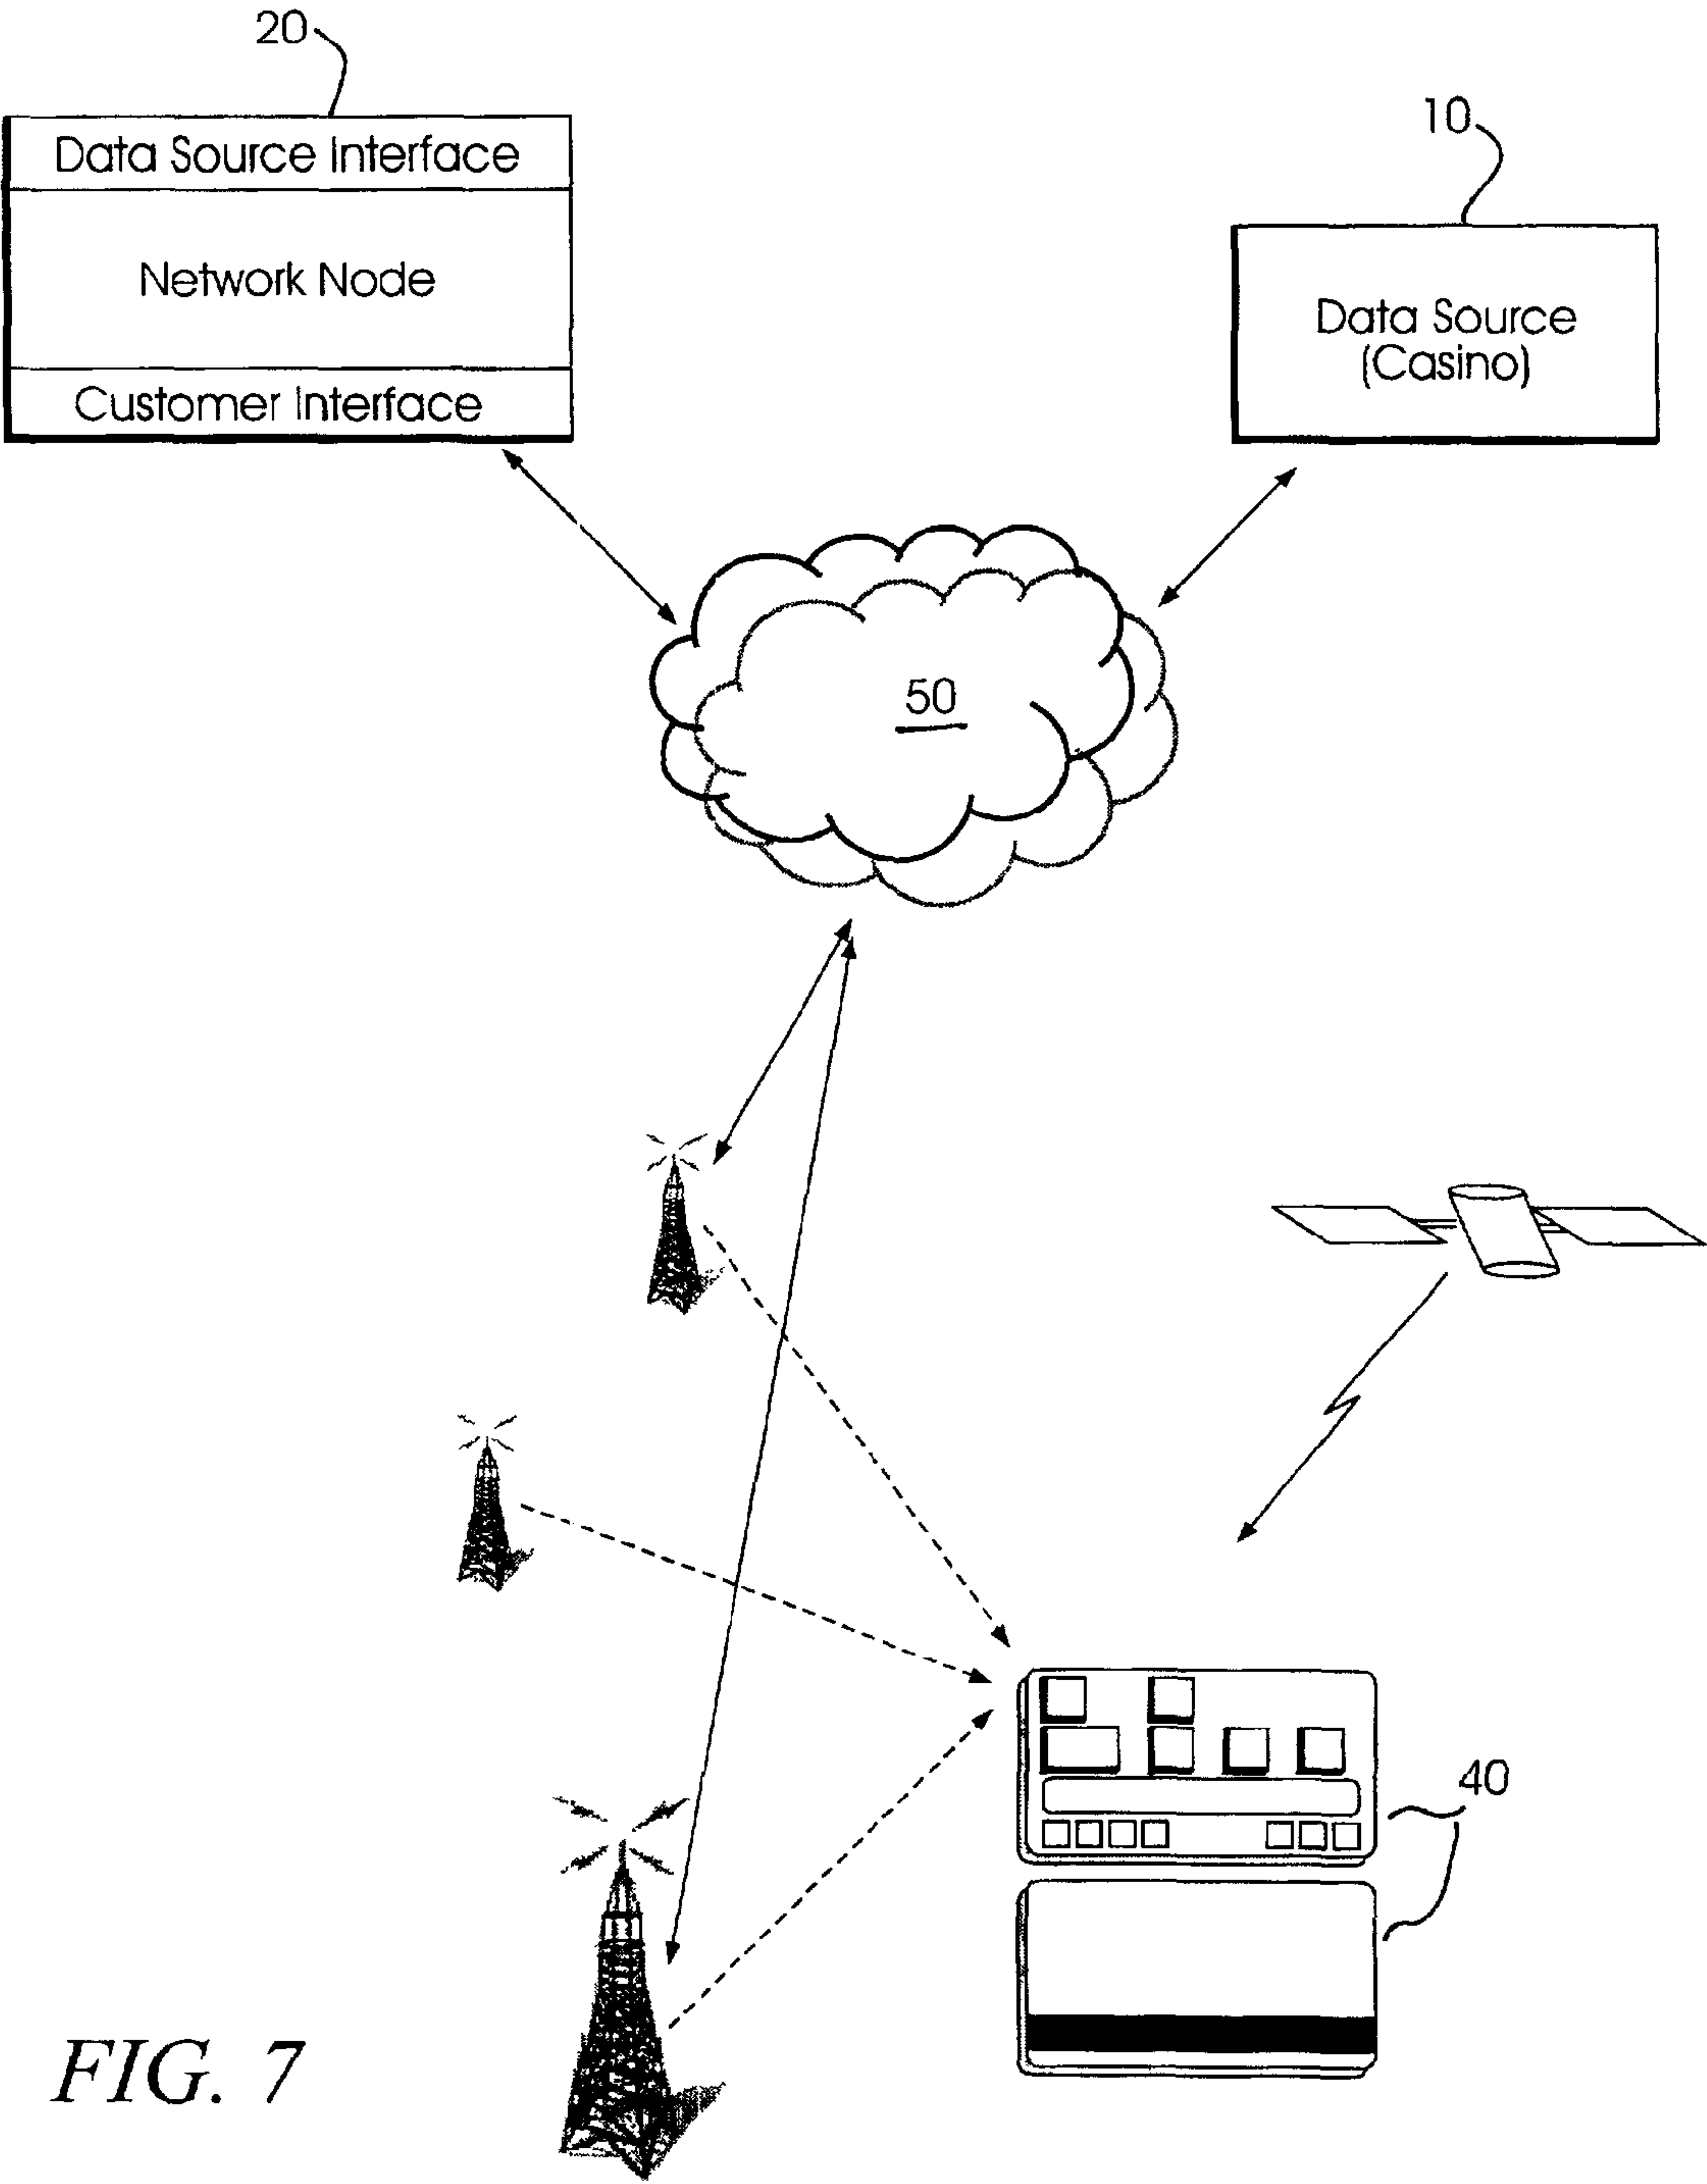 20
10
Data Source Interface
Network Node
Customer Interface
Data Source
(Casino)
50
40
FIG. 7